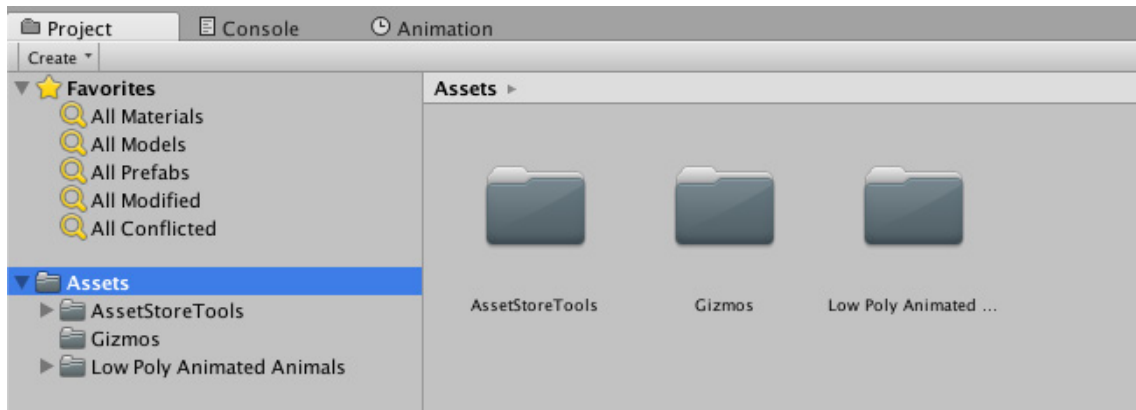 Project Console Animation
Create
Favorites
All Materials
All Models
All Prefabs
All Modified
All Conflicted
Assets
AssetStoreTools
Gizmos
Low Poly Animated Animals
Assets
AssetStoreTools Gizmos Low Poly Animated ...